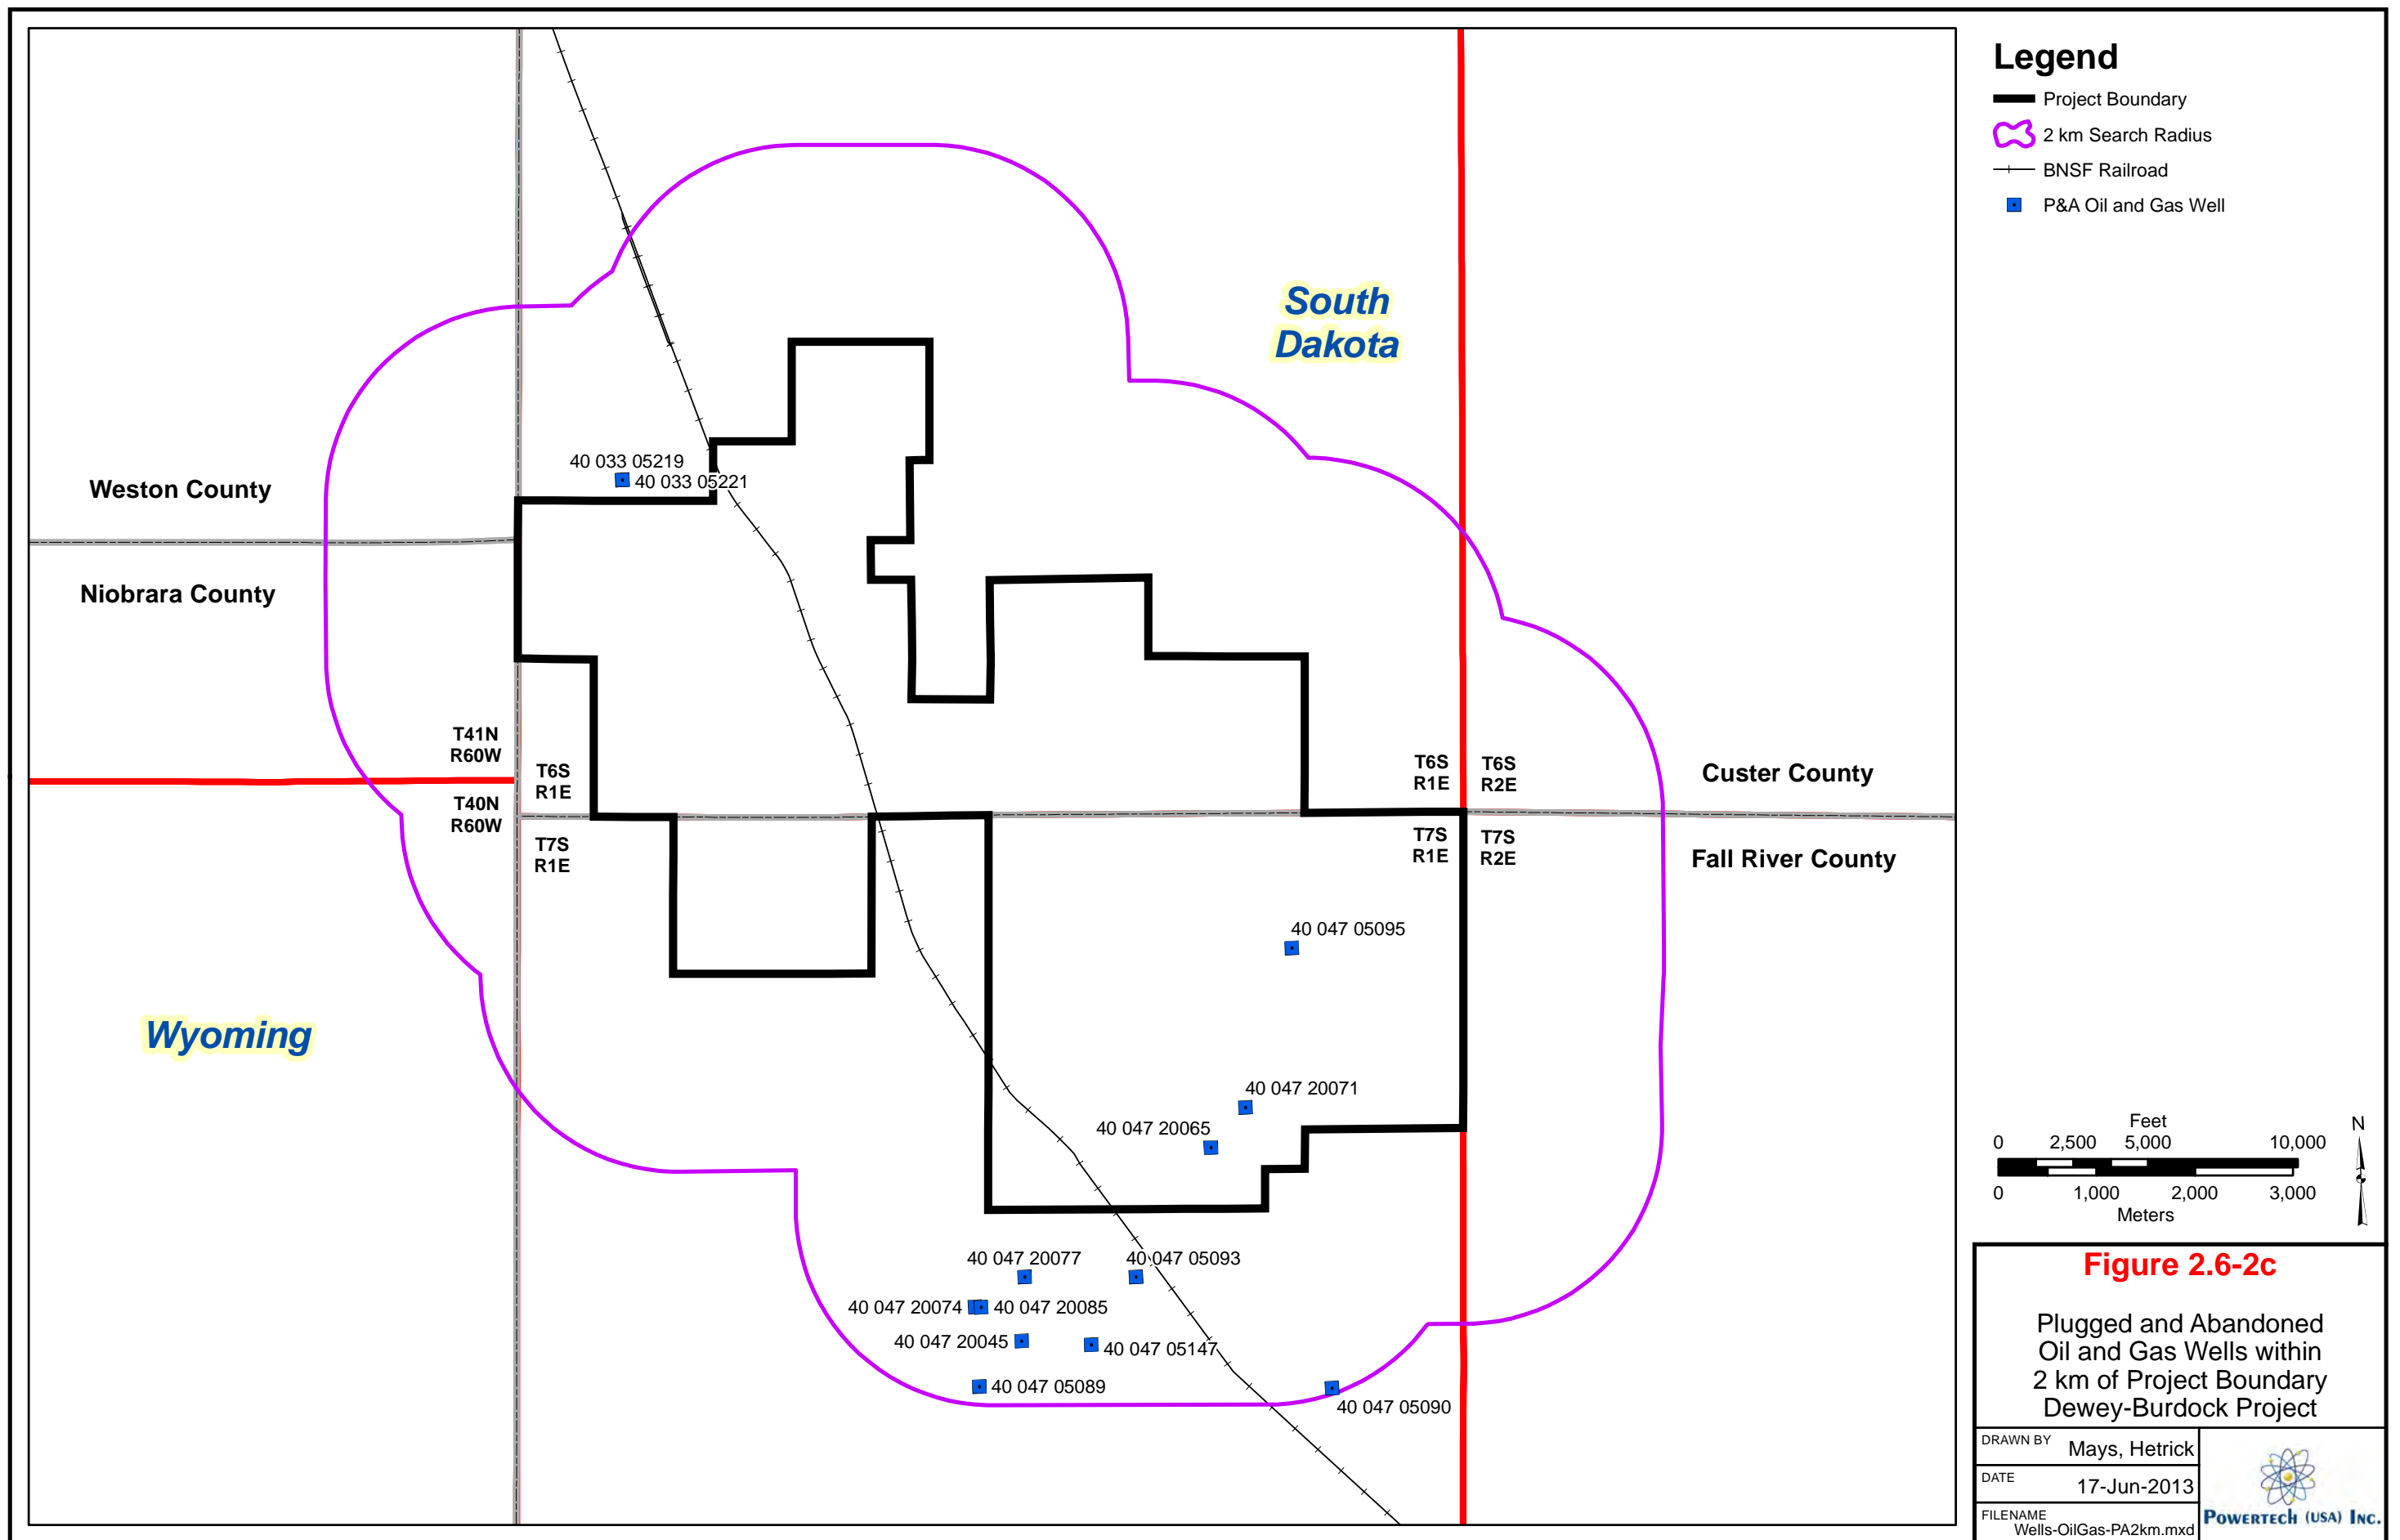 Legend
Project Boundary
2 km Search Radius
BNSF Railroad
P&A Oil and Gas Well
South
Dakota
40 033 05219
40 033 05221
Weston County
Niobrara County
T41N
R60W
T6S
R1E
T40N
R60W
T7S
R1E
T6S
R1E
T6S
R2E
Custer County
T7S
R1E
T7S
R2E
Fall River County
40 047 05095
Wyoming
40 047 20071
40 047 20065
40 047 20077
40 047 05093
40 047 20074
40 047 20085
40 047 20045
40 047 05147
40 047 05089
40 047 05090
Feet
0 2,500 5,000 10,000
0 1,000 2,000 3,000
Meters
N
Figure 2.6-2c
Plugged and Abandoned
Oil and Gas Wells within
2 km of Project Boundary
Dewey-Burdock Project
DRAWN BY Mays, Hetrick
DATE 17-Jun-2013
FILENAME
Wells-OilGas-PA2km.mxd
POWERTECH (USA) INC.